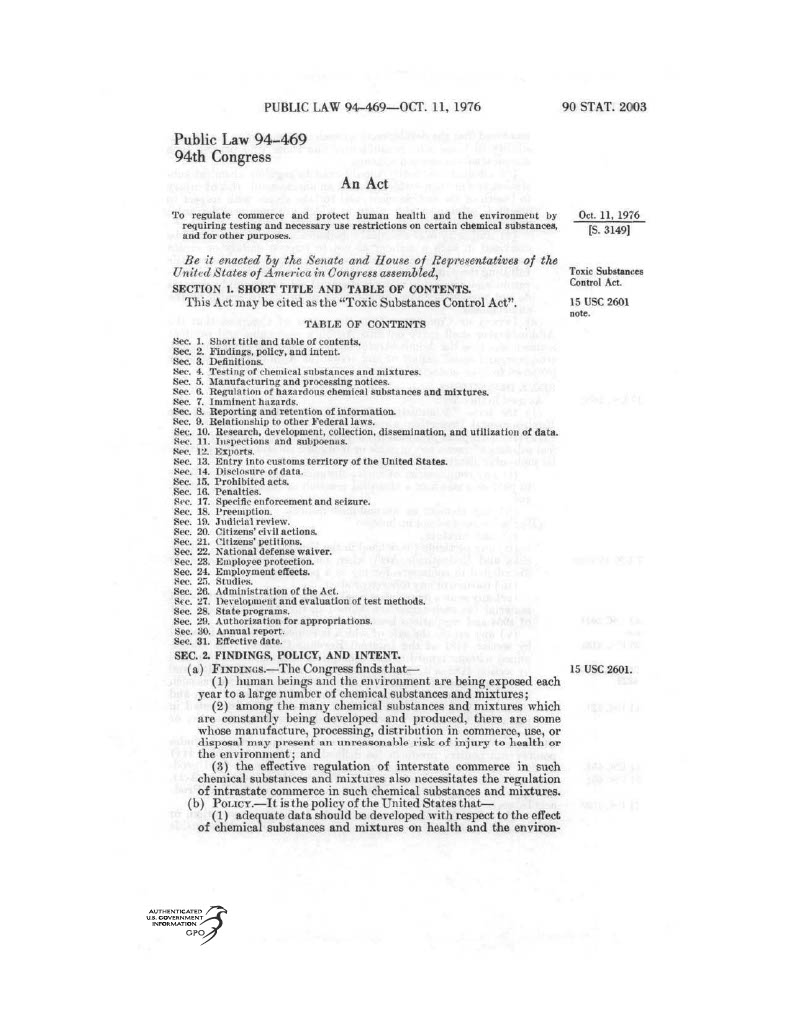 PUBLIC LAW 94–469—OCT. 11, 1976
90 STAT. 2003
Public Law 94–469
94th Congress
An Act
To regulate commerce and protect human health and the environment by
requiring testing and necessary use restrictions on certain chemical substances,
and for other purposes.
Oct. 11, 1976
[S. 3149]
Be it enacted by the Senate and House of Representatives of the
United States of America in Congress assembled,
Toxic Substances
Control Act.
SECTION 1. SHORT TITLE AND TABLE OF CONTENTS.
This Act may be cited as the “Toxic Substances Control Act”.
15 USC 2601
note.
TABLE OF CONTENTS
Sec. 1. Short title and table of contents.
Sec. 2. Findings, policy, and intent.
Sec. 3. Definitions.
Sec. 4. Testing of chemical substances and mixtures.
Sec. 5. Manufacturing and processing notices.
Sec. 6. Regulation of hazardous chemical substances and mixtures.
Sec. 7. Imminent hazards.
Sec. 8. Reporting and retention of information.
Sec. 9. Relationship to other Federal laws.
Sec. 10. Research, development, collection, dissemination, and utilization of data.
Sec. 11. Inspections and subpoenas.
Sec. 12. Exports.
Sec. 13. Entry into customs territory of the United States.
Sec. 14. Disclosure of data.
Sec. 15. Prohibited acts.
Sec. 16. Penalties.
Sec. 17. Specific enforcement and seizure.
Sec. 18. Preemption.
Sec. 19. Judicial review.
Sec. 20. Citizens' civil actions.
Sec. 21. Citizens' petitions.
Sec. 22. National defense waiver.
Sec. 23. Employee protection.
Sec. 24. Employment effects.
Sec. 25. Studies.
Sec. 26. Administration of the Act.
Sec. 27. Development and evaluation of test methods.
Sec. 28. State programs.
Sec. 29. Authorization for appropriations.
Sec. 30. Annual report.
Sec. 31. Effective date.
SEC. 2. FINDINGS, POLICY, AND INTENT.
(a) FINDINGS.—The Congress finds that—
15 USC 2601.
(1) human beings and the environment are being exposed each
year to a large number of chemical substances and mixtures;
(2) among the many chemical substances and mixtures which
are constantly being developed and produced, there are some
whose manufacture, processing, distribution in commerce, use, or
disposal may present an unreasonable risk of injury to health or
the environment; and
(3) the effective regulation of interstate commerce in such
chemical substances and mixtures also necessitates the regulation
of intrastate commerce in such chemical substances and mixtures.
(b) POLICY.—It is the policy of the United States that—
(1) adequate data should be developed with respect to the effect
of chemical substances and mixtures on health and the environ-
AUTHENTICATED
U.S. GOVERNMENT
INFORMATION
GPO